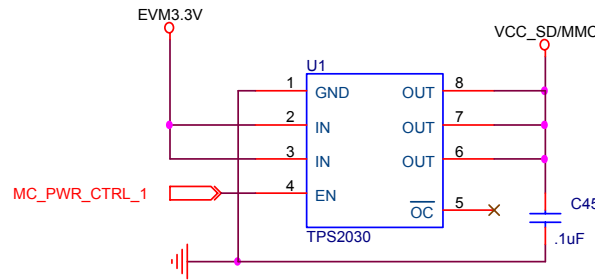 EVM3.3V
VCC_SD/MMC
U1
1 GND OUT 8
2 IN OUT 7
3 IN OUT 6
MC_PWR_CTRL_1 4 EN OC 5
C45
.1uF
TPS2030